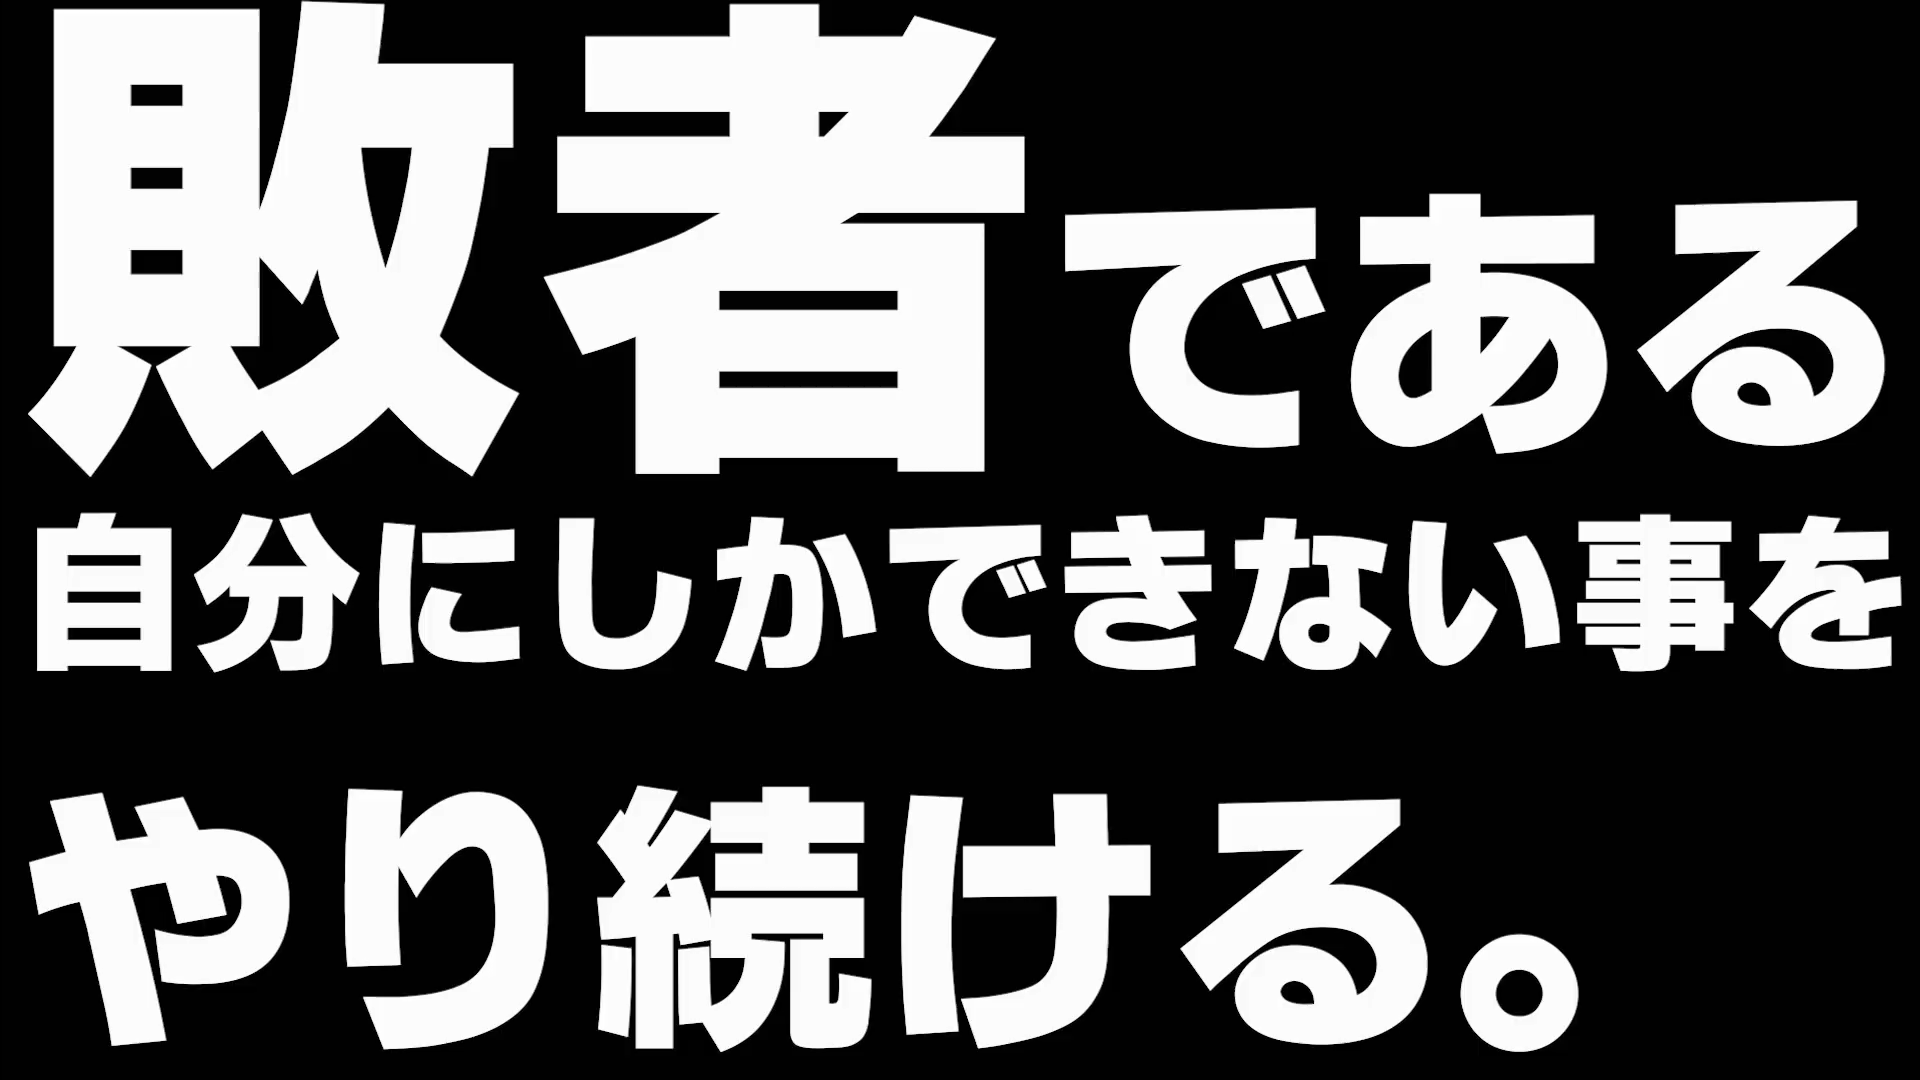 敗者である
自分にしかできない事を
やり続ける。